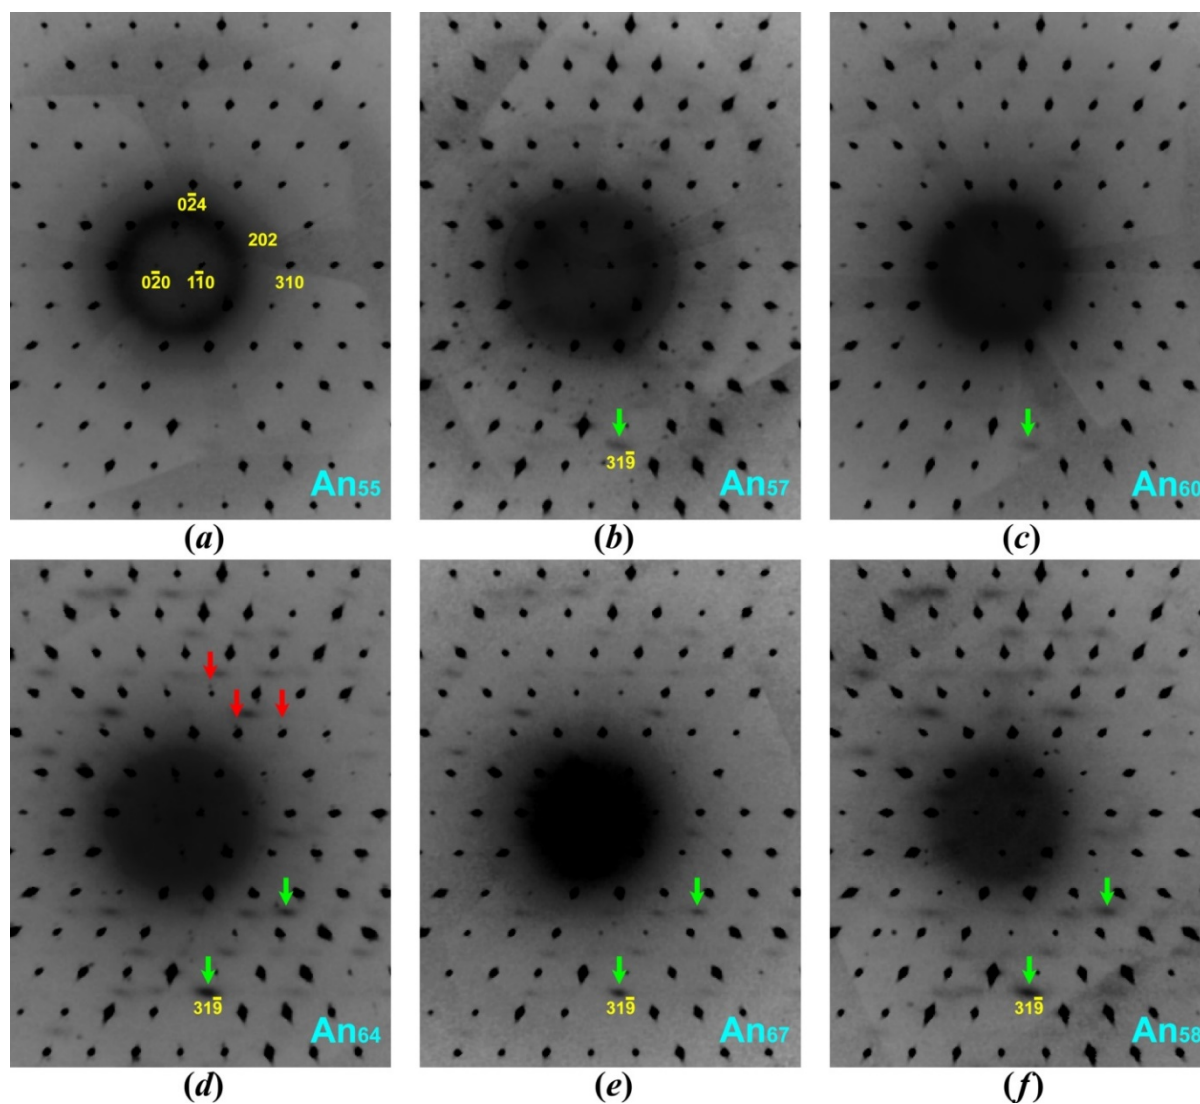 02̄4
202
02̄0 11̄0 310
An55
319̄
An57
An60
(a) (b) (c)
319̄
An64
319̄
An67
319̄
An58
(d) (e) (f)